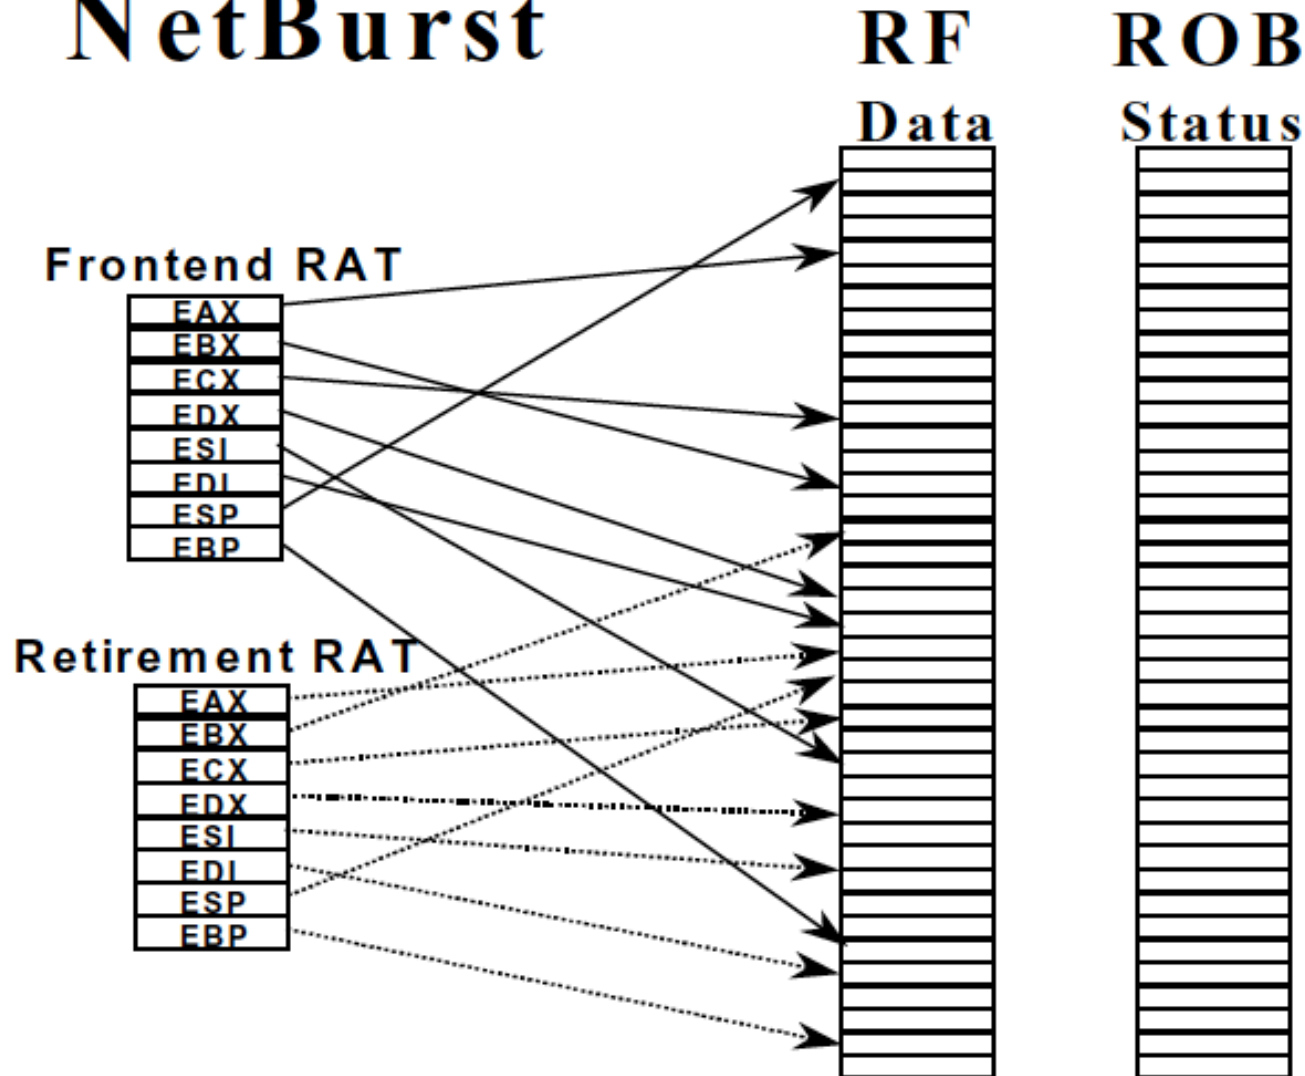 NetBurst
RF
ROB
Data
Status
Frontend RAT
EAX
EBX
ECX
EDX
ESI
EDI
ESP
EBP
Retirement RAT
EAX
EBX
ECX
EDX
ESI
EDI
ESP
EBP